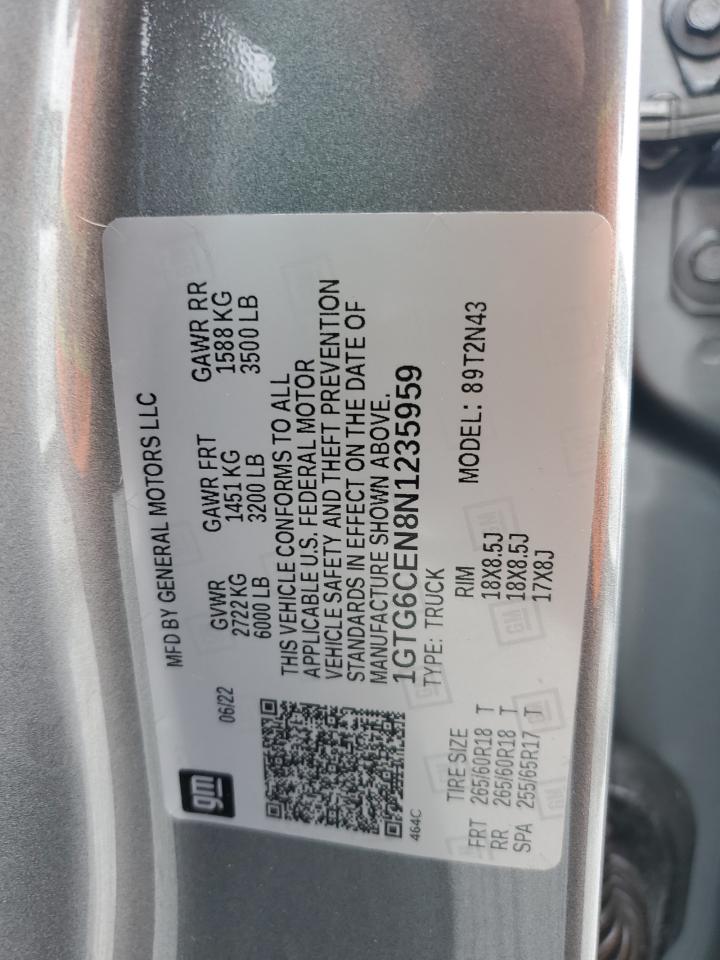 gm
06/22
MFD BY GENERAL MOTORS LLC
GVWR GAWR FRT GAWR RR
2722 KG 1451 KG 1588 KG
6000 LB 3200 LB 3500 LB
THIS VEHICLE CONFORMS TO ALL
APPLICABLE U.S. FEDERAL MOTOR
VEHICLE SAFETY AND THEFT PREVENTION
STANDARDS IN EFFECT ON THE DATE OF
MANUFACTURE SHOWN ABOVE.
1GTG6CEN8N1235959
464C
TYPE: TRUCK
MODEL: 89T2N43
TIRE SIZE RIM
FRT 265/60R18 T 18X8.5J
RR 265/60R18 T 18X8.5J
SPA 255/65R17 T 17X8J